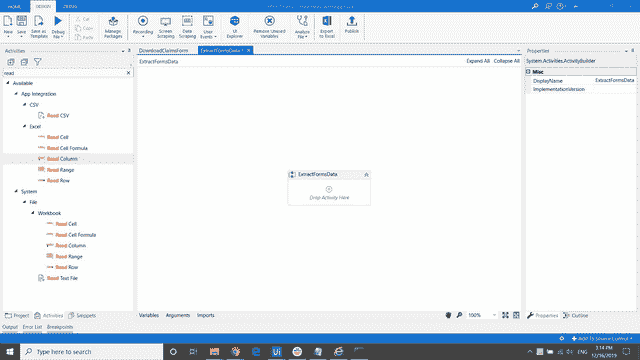 HOME DESIGN DEBUG
New Save Save as Template Debug File Cut Copy Paste Manage Packages Recording Screen Scraping Data Scraping User Events UI Explorer Remove Unused Variables Analyze File Export to Excel Publish
Activities
read
Available
App Integration
CSV
Read CSV
Excel
Read Cell
Read Cell Formula
Read Column
Read Range
Read Row
System
File
Workbook
Read Cell
Read Cell Formula
Read Column
Read Range
Read Row
Read Text File
Project Activities Snippets
DownloadClaimsForm ExtractFormsData
ExtractFormsData Expand All Collapse All
ExtractFormsData
Drop Activity Here
Variables Arguments Imports 100%
Properties
System.Activities.ActivityBuilder
Misc
DisplayName ExtractFormsData
ImplementationVersion
Properties Outline
Output Error List Breakpoints
Add to Source Control
Type here to search
ENG
3:14 PM
12/16/2019